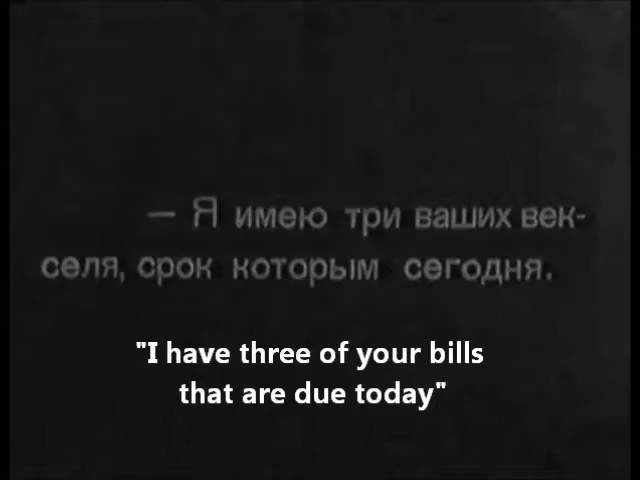 — Я имею три ваших век-
селя, срок которым сегодня.
"I have three of your bills
that are due today"